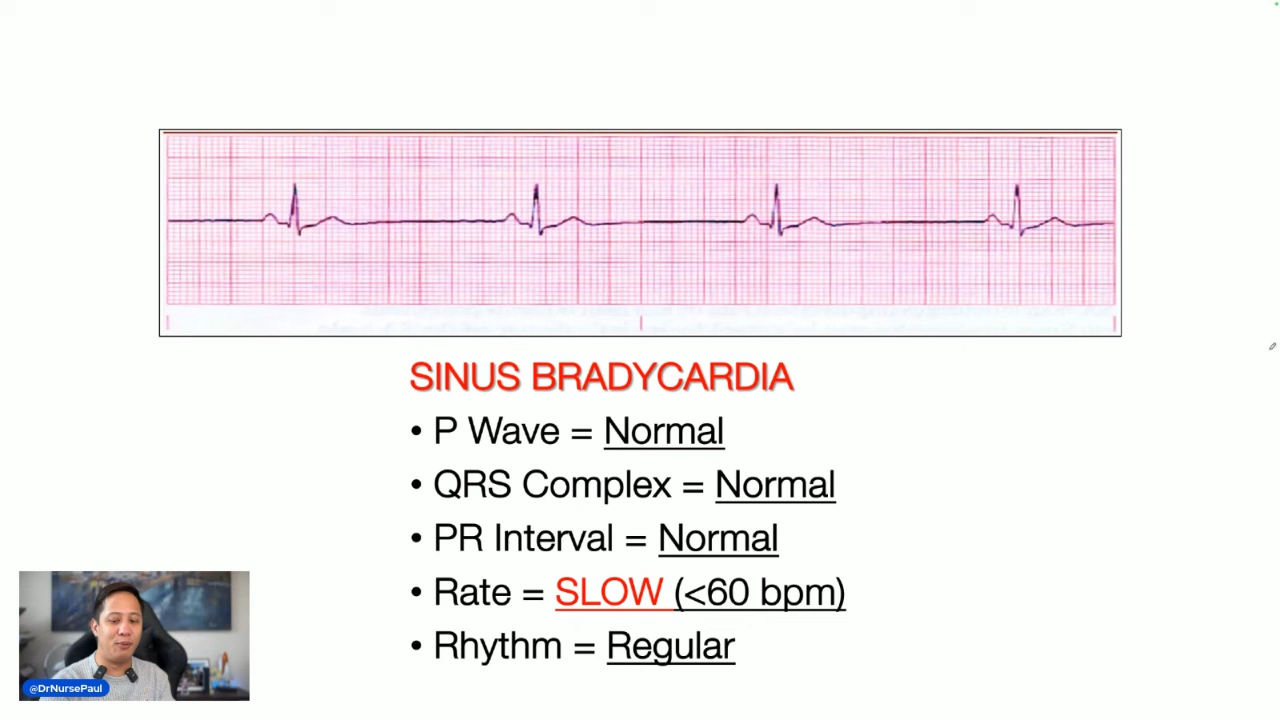 SINUS BRADYCARDIA
• P Wave = Normal
• QRS Complex = Normal
• PR Interval = Normal
• Rate = SLOW (<60 bpm)
• Rhythm = Regular
@DrNursePaul